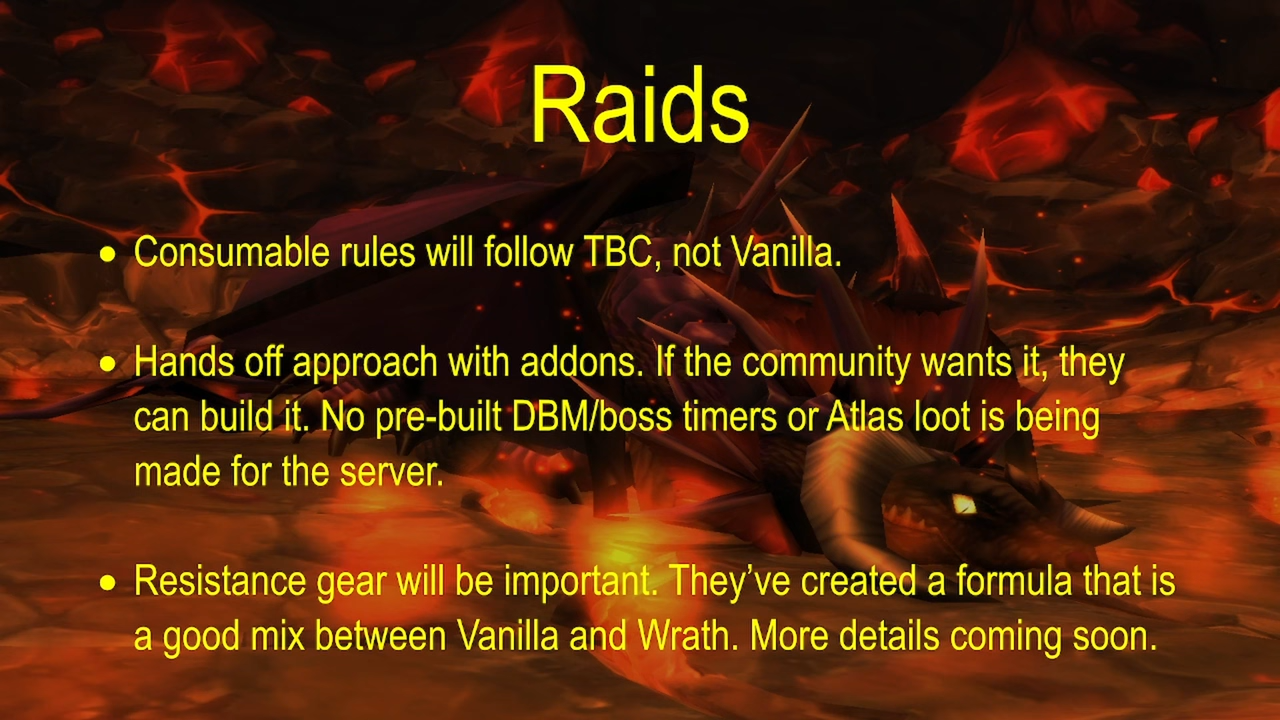 Raids
• Consumable rules will follow TBC, not Vanilla.
• Hands off approach with addons. If the community wants it, they
can build it. No pre-built DBM/boss timers or Atlas loot is being
made for the server.
• Resistance gear will be important. They’ve created a formula that is
a good mix between Vanilla and Wrath. More details coming soon.